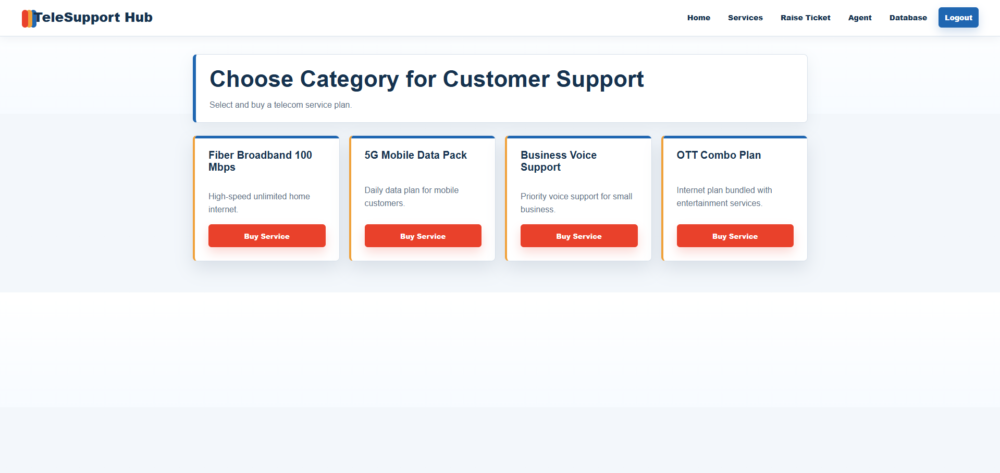 TeleSupport Hub
Home
Services
Raise Ticket
Agent
Database
Logout
Choose Category for Customer Support
Select and buy a telecom service plan.
Fiber Broadband 100
Mbps
High-speed unlimited home
internet.
Buy Service
5G Mobile Data Pack
Daily data plan for mobile
customers.
Buy Service
Business Voice
Support
Priority voice support for small
business.
Buy Service
OTT Combo Plan
Internet plan bundled with
entertainment services.
Buy Service